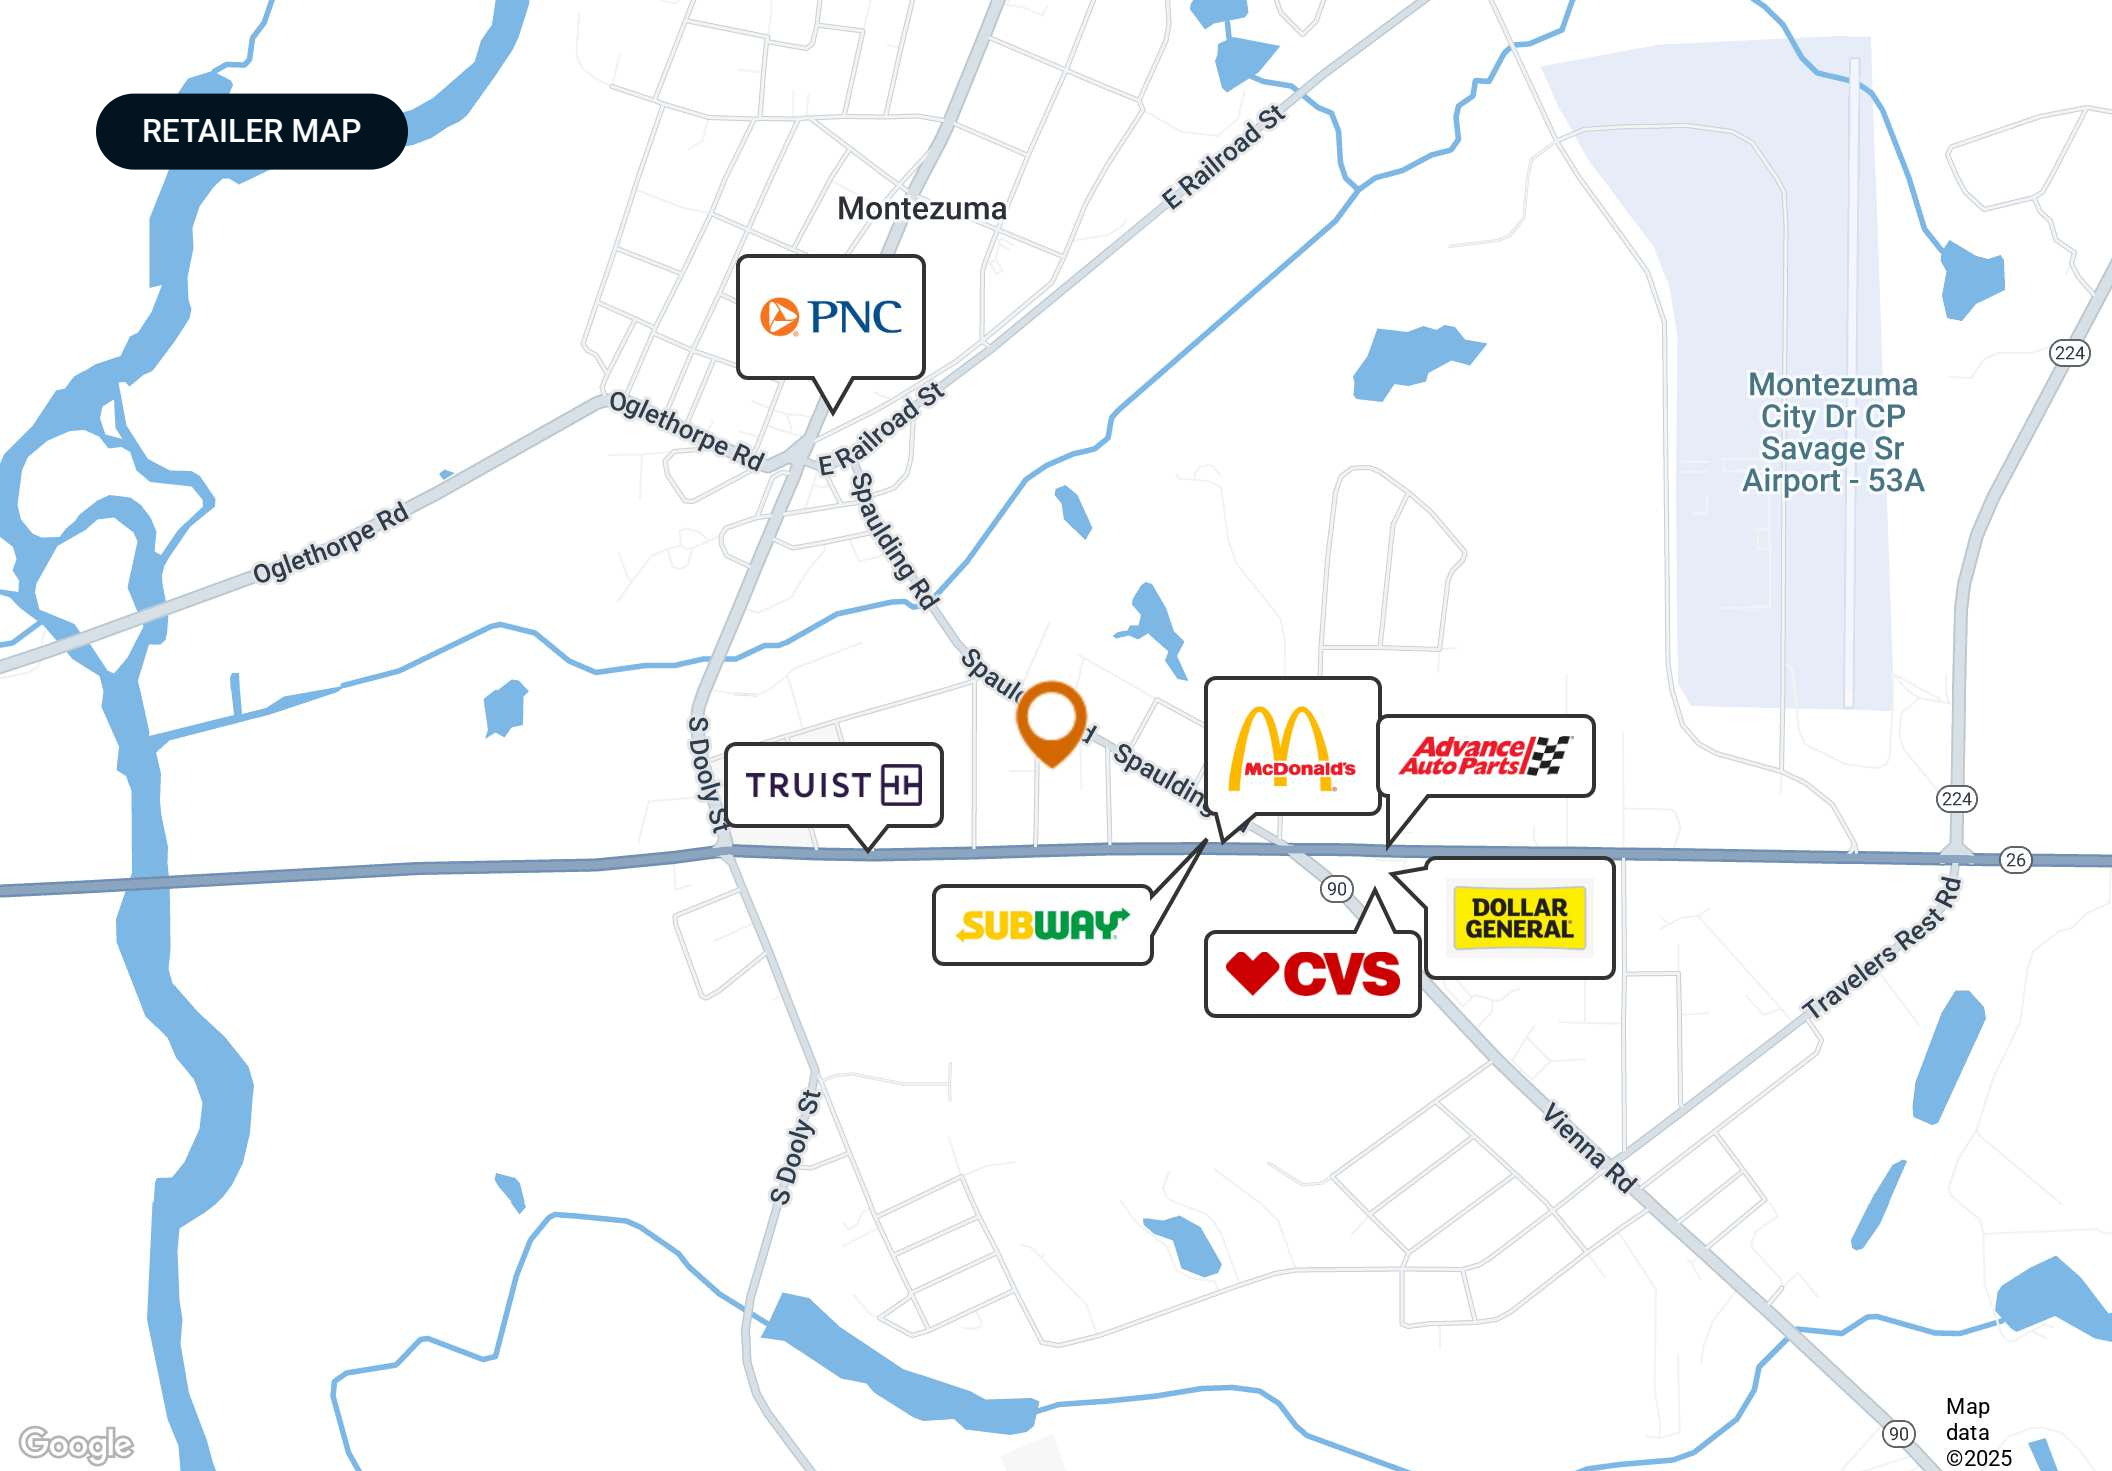 RETAILER MAP
Montezuma
E Railroad St
PNC
Oglethorpe Rd
E Railroad St
Oglethorpe Rd
Spaulding Rd
224
Montezuma
City Dr CP
Savage Sr
Airport - 53A
S Dooly St
TRUIST
Spaulding
McDonald's
Advance
Auto Parts
224
26
90
SUBWAY
CVS
DOLLAR
GENERAL
Travelers Rest Rd
S Dooly St
Vienna Rd
90
Google
Map
data
©2025